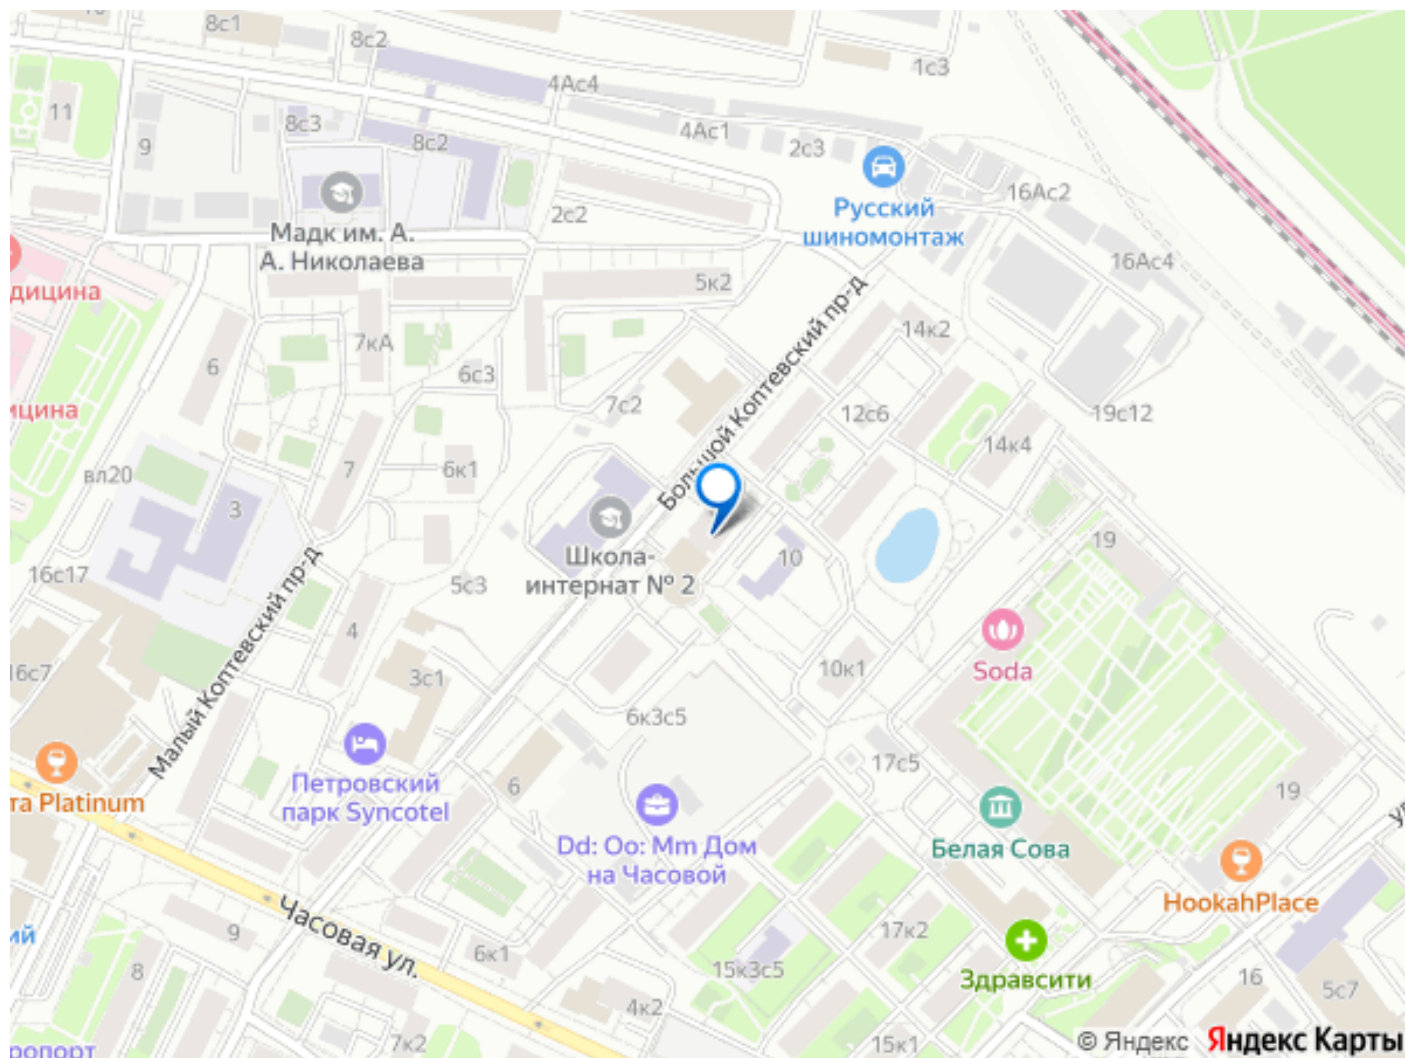 8с1
8с2
1с3
4Ас4
11
8с3
4Ас1
8с2
2с3
9
16Ас2
Русский
шиномонтаж
2с2
Мадк им. А.
А. Николаева
16Ас4
дицина
5к2
Большой Коптевский пр-д
14к2
7кА
6
6с3
7с2
12с6
19с12
ицина
14к4
вл20
7
6к1
3
19
Школа-
интернат № 2
10
16с17
5с3
Малый Коптевский пр-д
4
16с7
3с1
10к1
Soda
6к3с5
17с5
Петровский
парк Syncotel
6
19
та Platinum
Dd: Oo: Mm Дом
на Часовой
Белая Сова
HookahPlace
Часовая ул.
ий
9
6к1
17к2
8
15к3с5
Здравсити
16
5с7
4к2
7к2
15к1
ропорт
© Яндекс Яндекс Карты